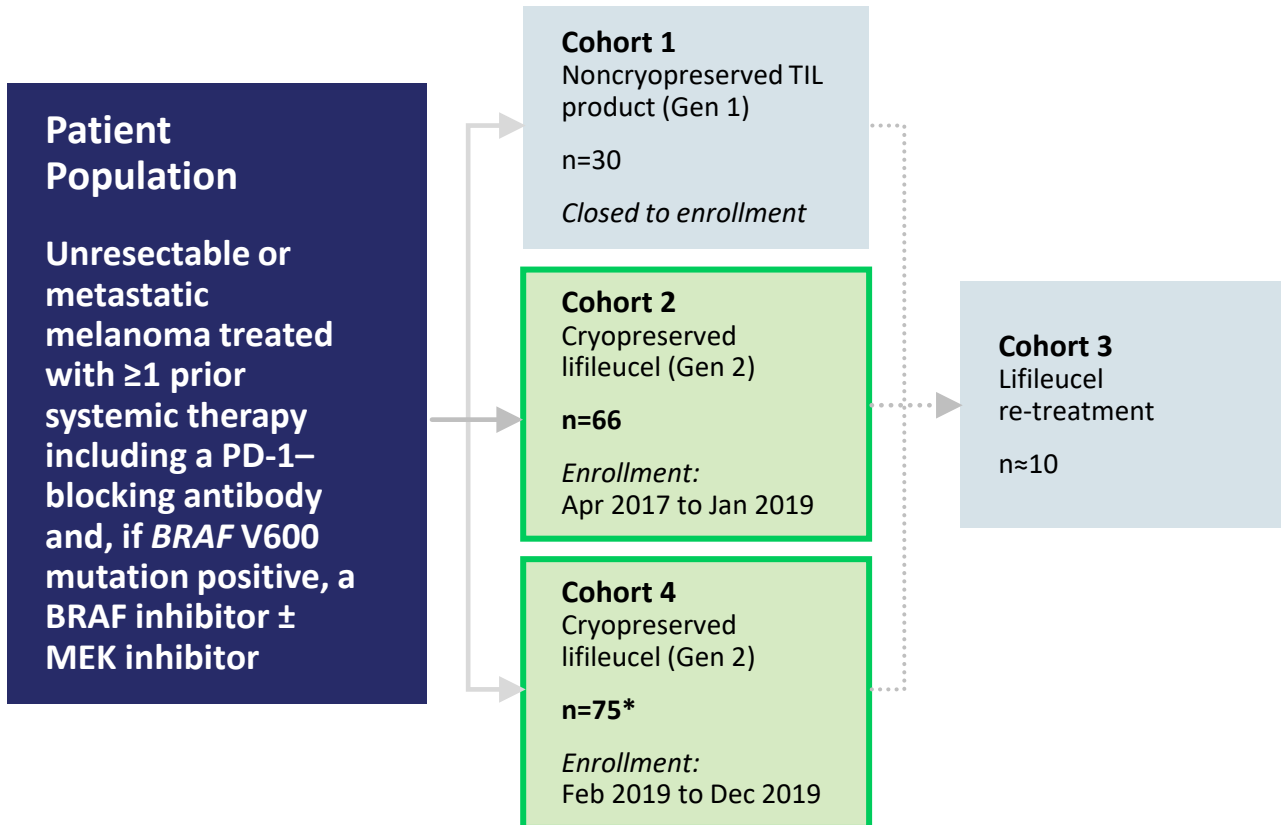 Patient
Population
Unresectable or
metastatic
melanoma treated
with ≥1 prior
systemic therapy
including a PD-1–
blocking antibody
and, if BRAF V600
mutation positive, a
BRAF inhibitor ±
MEK inhibitor
Cohort 1
Noncryopreserved TIL
product (Gen 1)
n=30
Closed to enrollment
Cohort 2
Cryopreserved
lifileucel (Gen 2)
n=66
Enrollment:
Apr 2017 to Jan 2019
Cohort 4
Cryopreserved
lifileucel (Gen 2)
n=75*
Enrollment:
Feb 2019 to Dec 2019
Cohort 3
Lifileucel
re-treatment
n≈10